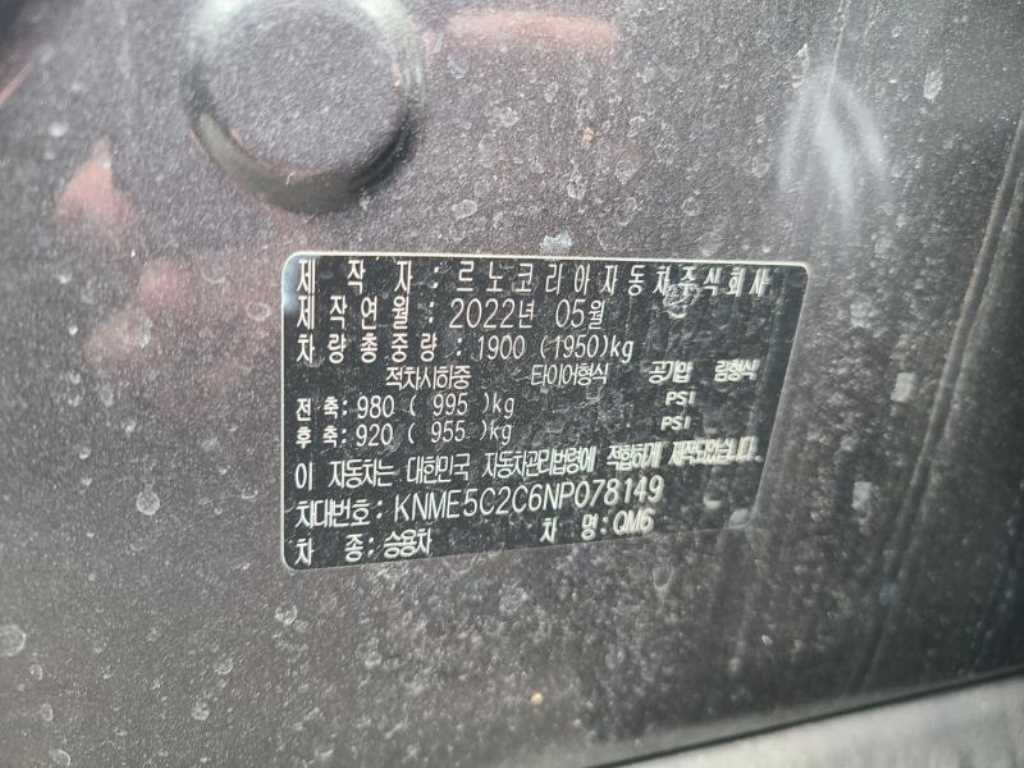 제 작 자 : 르노코리아자동차주식회사
제작연월 : 2022년 05월
차량총중량 : 1900 (1950)kg
적차시하중 타이어형식 공기압 림형식
전 축: 980 ( 995 )kg PSI
후 축: 920 ( 955 )kg PSI
이 자동차는 대한민국 자동차관리법령에 적합하게 제작되었습니다.
차대번호 : KNME5C2C6NP078149
차 종 : 승용차 차 명 : QM6